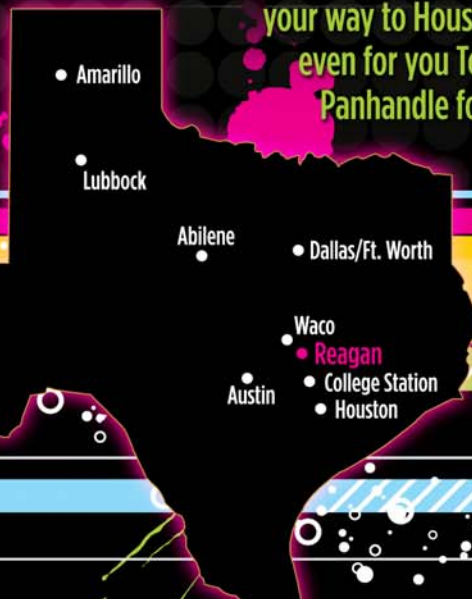 your way to Hous
even for you Te
Panhandle fo
Amarillo
Lubbock
Abilene
Dallas/Ft. Worth
Waco
Reagan
College Station
Austin
Houston